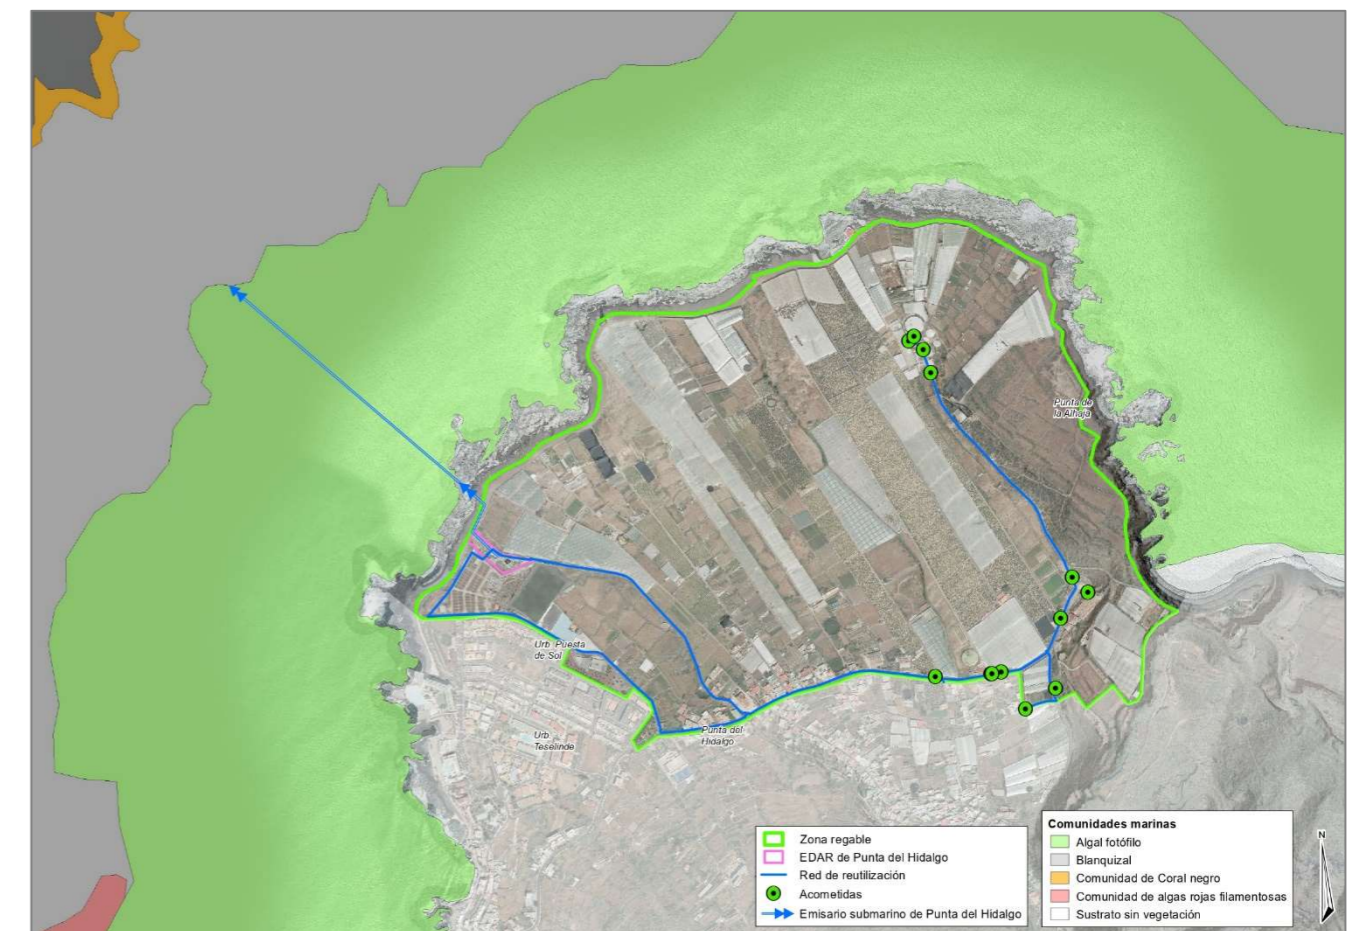 Punta de
la Alhaja
Urb. Puesta
de Sol
Urb.
Teselinde
Punta del
Hidalgo
Zona regable
EDAR de Punta del Hidalgo
Red de reutilización
Acometidas
Emisario submarino de Punta del Hidalgo
Comunidades marinas
Algal fotófilo
Blanquizal
Comunidad de Coral negro
Comunidad de algas rojas filamentosas
Sustrato sin vegetación
N